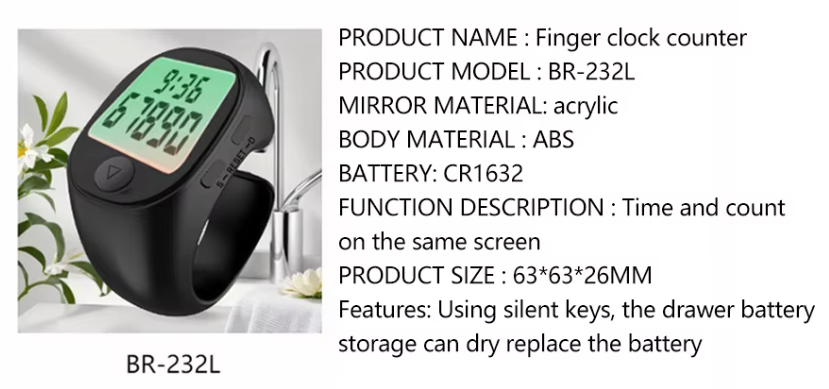 9:36
67890
S-RESET-D
BR-232L
PRODUCT NAME : Finger clock counter
PRODUCT MODEL : BR-232L
MIRROR MATERIAL: acrylic
BODY MATERIAL : ABS
BATTERY: CR1632
FUNCTION DESCRIPTION : Time and count
on the same screen
PRODUCT SIZE : 63*63*26MM
Features: Using silent keys, the drawer battery
storage can dry replace the battery